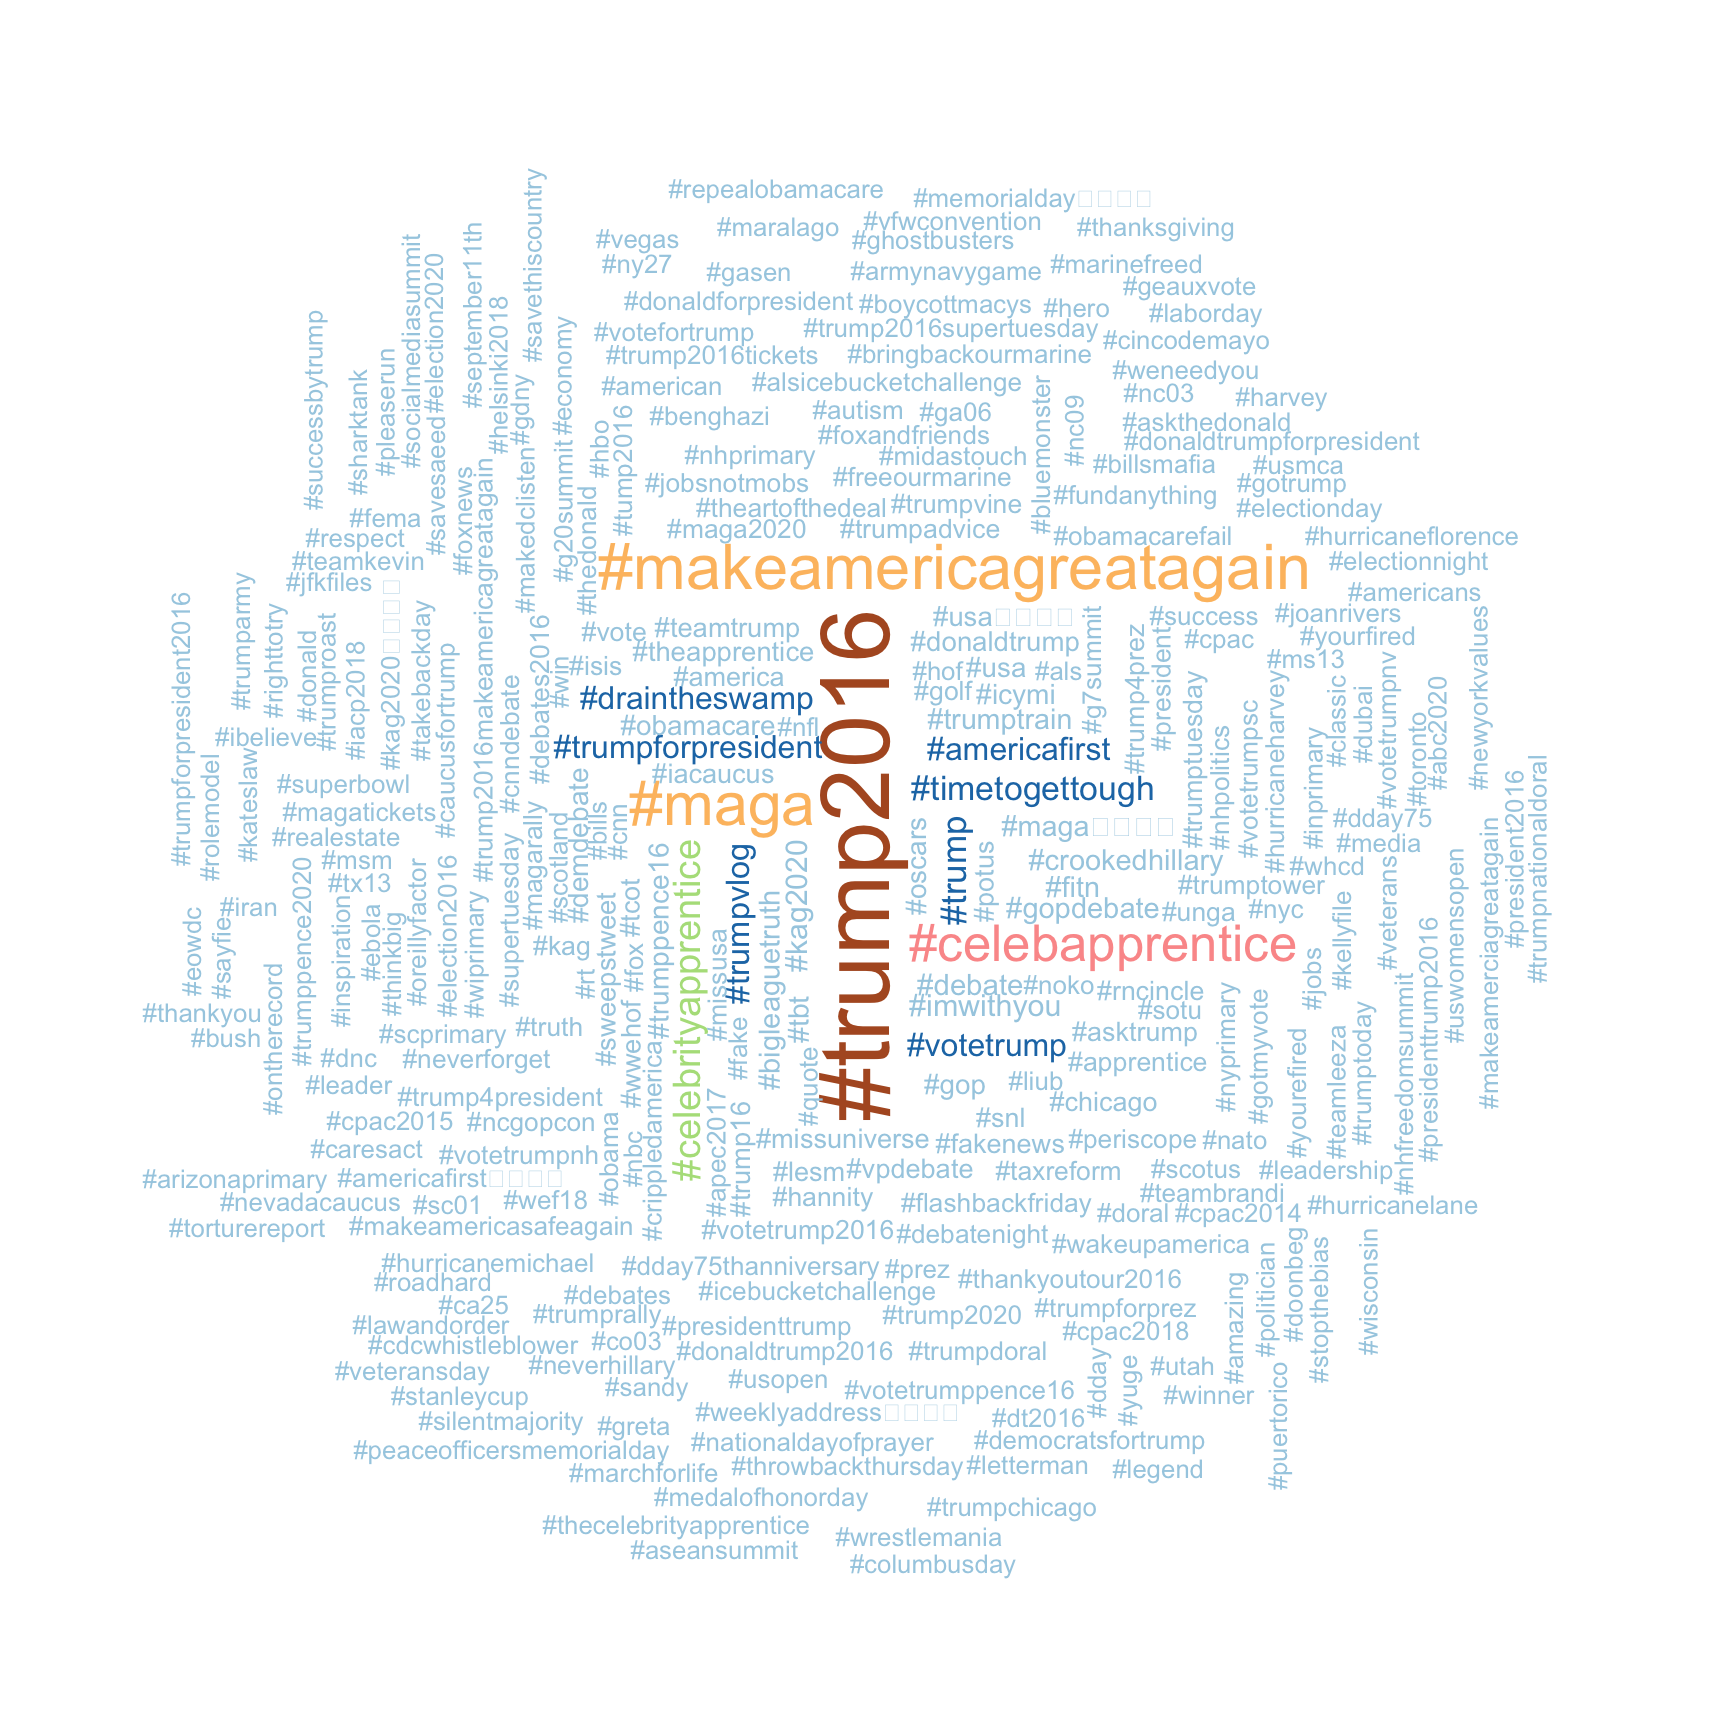 #repealobamacare
#memorialday
#maralago
#vfwconvention
#thanksgiving
#vegas
#ghostbusters
#ny27
#gasen
#armynavygame
#marinefreed
#geauxvote
#donaldforpresident
#boycottmacys
#hero
#laborday
#votefortrump
#trump2016supertuesday
#cincodemayo
#trump2016tickets
#bringbackourmarine
#weneedyou
#american
#alsicebucketchallenge
#nc03
#harvey
#benghazi
#autism
#ga06
#askthedonald
#foxandfriends
#donaldtrumpforpresident
#nhprimary
#midastouch
#billsmafia
#usmca
#jobsnotmobs
#freeourmarine
#gotrump
#theartofthedeal
#trumpvine
#fundanything
#electionday
#maga2020
#trumpadvice
#obamacarefail
#hurricaneflorence
#bluemonster
#nc09
#successbytrump
#sharktank
#pleaserun
#socialmediasummit
#election2020
#saveseaed
#september11th
#helsinki2018
#savethiscountry
#gdny
#economy
#makedclisten
#g20summit
#hbo
#tump2016
#thedonald
#foxnews
#trump2016makeamericagreatagain
#fema
#respect
#teamkevin
#jfkfiles
#makeamericagreatagain
#electionnight
#americans
#trumpforpresident2016
#trumparmy
#righttotry
#donald
#trumproast
#iacp2018
#kag2020
#takebackday
#caucusfortrump
#cnndebate
#debates2016
#win
#vote
#teamtrump
#theapprentice
#isis
#america
#draintheswamp
#obamacare
#nfl
#trumpforpresident
#iacaucus
#maga
#trump2016
#usa
#donaldtrump
#hof
#usa
#als
#golf
#icymi
#trumptrain
#americafirst
#timetogettough
#g7summit
#trump4prez
#president
#success
#cpac
#joanrivers
#yourfired
#ms13
#trumptuesday
#nhpolitics
#votetrumpsc
#hurricaneharvey
#inprimary
#classic
#dubai
#votetrumpnv
#toronto
#abc2020
#newyorkvalues
#ibelieve
#rolemodel
#kateslaw
#superbowl
#magatickets
#realestate
#msm
#tx13
#iran
#eowdc
#sayfie
#trumppence2020
#inspiration
#ebola
#thinkbig
#oreillyfactor
#election2016
#wiprimary
#supertuesday
#magarally
#scotland
#demdebate
#bills
#cnn
#kag
#rt
#sweepstweet
#fox
#tcot
#trumppence16
#wwehof
#celebrityapprentice
#missusa
#trumpvlog
#fake
#bigleaguetruth
#kag2020
#tbt
#quote
#oscars
#trump
#potus
#maga
#crookedhillary
#fitn
#gopdebate
#unga
#nyc
#trumptower
#whcd
#dday75
#media
#celebapprentice
#debate
#noko
#rncincle
#imwithyou
#sotu
#votetrump
#asktrump
#apprentice
#gop
#liub
#chicago
#snl
#jobs
#kellyfile
#veterans
#uswomensopen
#makeamerciagreatagain
#president2016
#trumpnationaldoral
#nyprimary
#gotmyvote
#yourefired
#teamleeza
#trumptoday
#nhfreedomsummit
#presidenttrump2016
#thankyou
#bush
#ontherecord
#scprimary
#truth
#dnc
#neverforget
#leader
#trump4president
#cpac2015
#ncgopcon
#caresact
#votetrumpnh
#arizonaprimary
#americafirst
#nevadacaucus
#sc01
#wef18
#torturereport
#makeamericasafeagain
#obama
#nbc
#crippledamerica
#apec2017
#trump16
#missuniverse
#fakenews
#periscope
#nato
#lesm
#vpdebate
#taxreform
#scotus
#leadership
#hannity
#flashbackfriday
#teambrandi
#doral
#cpac2014
#hurricanelane
#votetrump2016
#debatenight
#wakeupamerica
#hurricanemichael
#dday75thanniversary
#prez
#thankyoutour2016
#roadhard
#debates
#icebucketchallenge
#ca25
#trumprally
#trump2020
#trumpforprez
#lawandorder
#presidenttrump
#cpac2018
#cdcwhistleblower
#co03
#donaldtrump2016
#trumpdoral
#veteransday
#neverhillary
#utah
#stanleycup
#sandy
#usopen
#votetrumppence16
#winner
#silentmajority
#greta
#weeklyaddress
#dt2016
#dday
#yuge
#amazing
#politician
#doonbeg
#stopthebias
#wisconsin
#puertorico
#peaceofficersmemorialday
#nationaldayofprayer
#democratsfortrump
#marchforlife
#throwbackthursday
#letterman
#legend
#medalofhonorday
#trumpchicago
#thecelebrityapprentice
#wrestlemania
#aseansummit
#columbusday